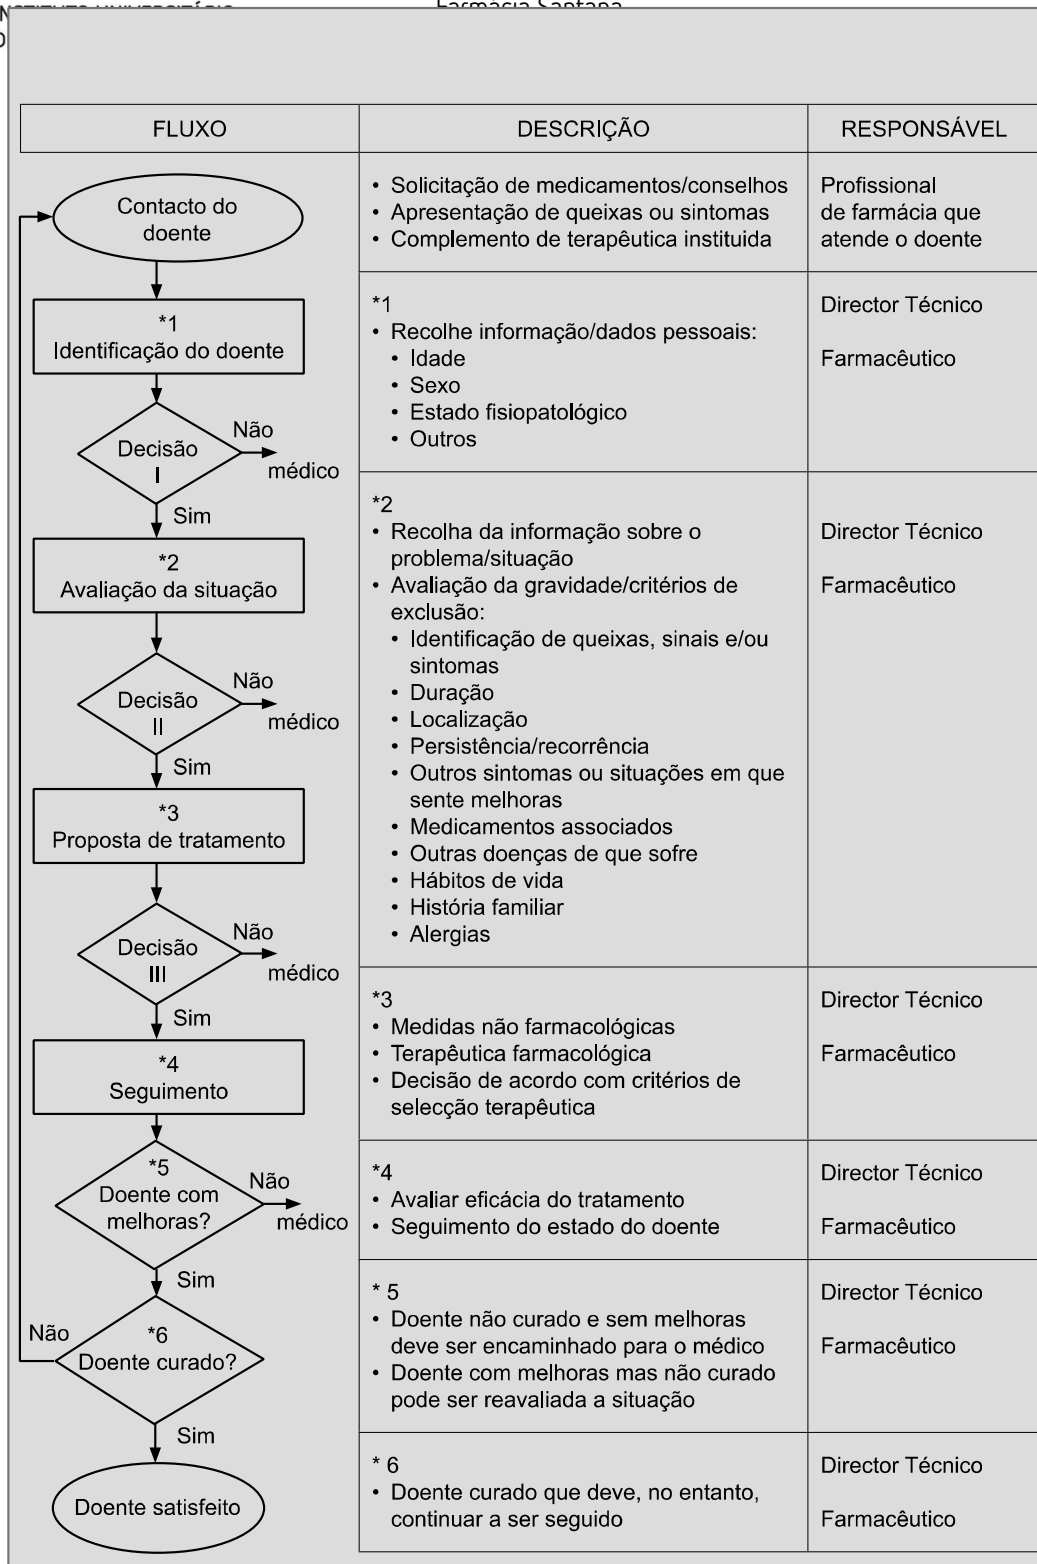 Farmácia Santana
FLUXO
DESCRIÇÃO
RESPONSÁVEL
Contacto do
doente
• Solicitação de medicamentos/conselhos
• Apresentação de queixas ou sintomas
• Complemento de terapêutica instituida
Profissional
de farmácia que
atende o doente
*1
Identificação do doente
Decisão
I
Não
médico
Sim
*1
• Recolhe informação/dados pessoais:
• Idade
• Sexo
• Estado fisiopatológico
• Outros
Director Técnico
Farmacêutico
*2
Avaliação da situação
Decisão
II
Não
médico
Sim
*3
Proposta de tratamento
Decisão
III
Não
médico
Sim
*2
• Recolha da informação sobre o
problema/situação
• Avaliação da gravidade/critérios de
exclusão:
• Identificação de queixas, sinais e/ou
sintomas
• Duração
• Localização
• Persistência/recorrência
• Outros sintomas ou situações em que
sente melhoras
• Medicamentos associados
• Outras doenças de que sofre
• Hábitos de vida
• História familiar
• Alergias
Director Técnico
Farmacêutico
*4
Seguimento
*3
• Medidas não farmacológicas
• Terapêutica farmacológica
• Decisão de acordo com critérios de
selecção terapêutica
Director Técnico
Farmacêutico
*5
Doente com
melhoras?
Não
médico
Sim
*4
• Avaliar eficácia do tratamento
• Seguimento do estado do doente
Director Técnico
Farmacêutico
*6
Doente curado?
Não
Sim
* 5
• Doente não curado e sem melhoras
deve ser encaminhado para o médico
• Doente com melhoras mas não curado
pode ser reavaliada a situação
Director Técnico
Farmacêutico
Doente satisfeito
* 6
• Doente curado que deve, no entanto,
continuar a ser seguido
Director Técnico
Farmacêutico